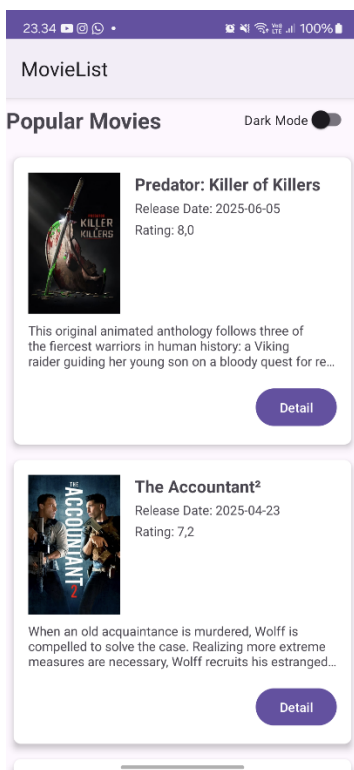 23.34
100%
MovieList
Popular Movies
Dark Mode
KILLER
KILLERS
Predator: Killer of Killers
Release Date: 2025-06-05
Rating: 8,0
This original animated anthology follows three of
the fiercest warriors in human history: a Viking
raider guiding her young son on a bloody quest for re...
Detail
THE
ACCOUNTANT
2
The Accountant²
Release Date: 2025-04-23
Rating: 7,2
When an old acquaintance is murdered, Wolff is
compelled to solve the case. Realizing more extreme
measures are necessary, Wolff recruits his estranged...
Detail